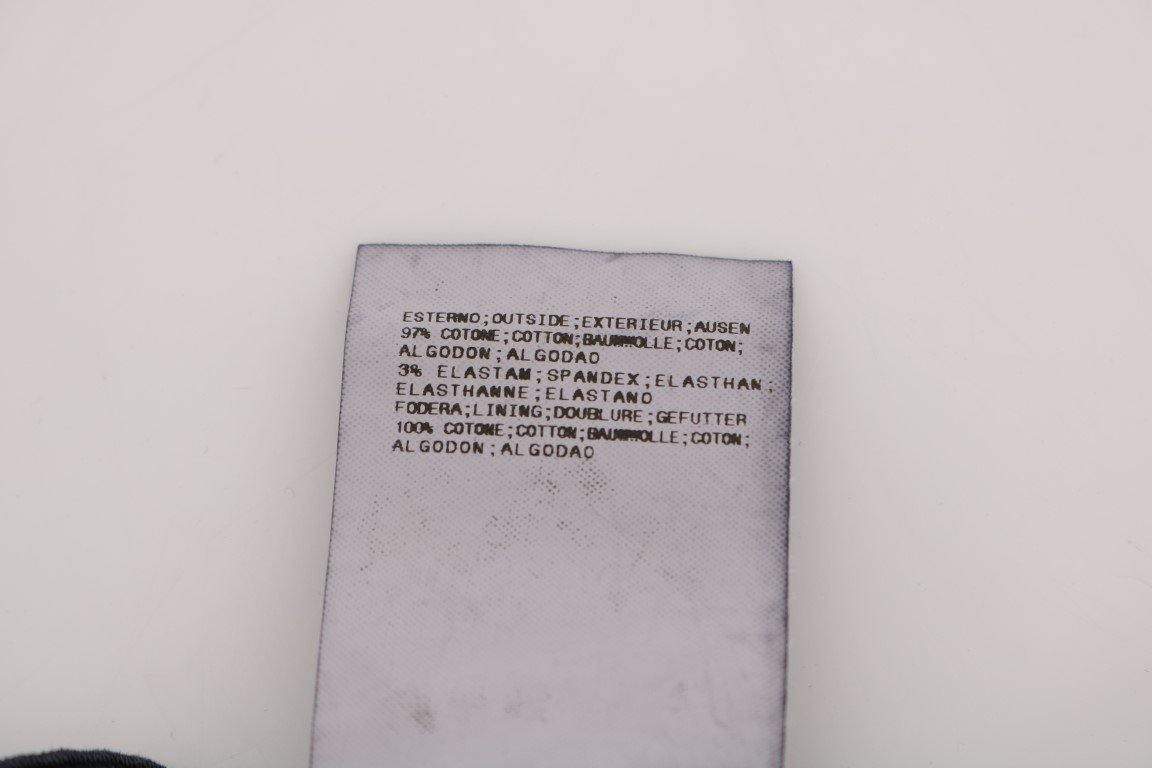 ESTERNO;OUTSIDE;EXTERIEUR;AUSEN
97% COTONE;COTTON;BAUMWOLLE;COTON;
ALGODON;ALGODAO
3% ELASTAM;SPANDEX;ELASTHAN;
ELASTHANNE;ELASTANO
FODERA;LINING;DOUBLURE;GEFUTTER
100% COTONE;COTTON;BAUMWOLLE;COTON;
ALGODON;ALGODAO